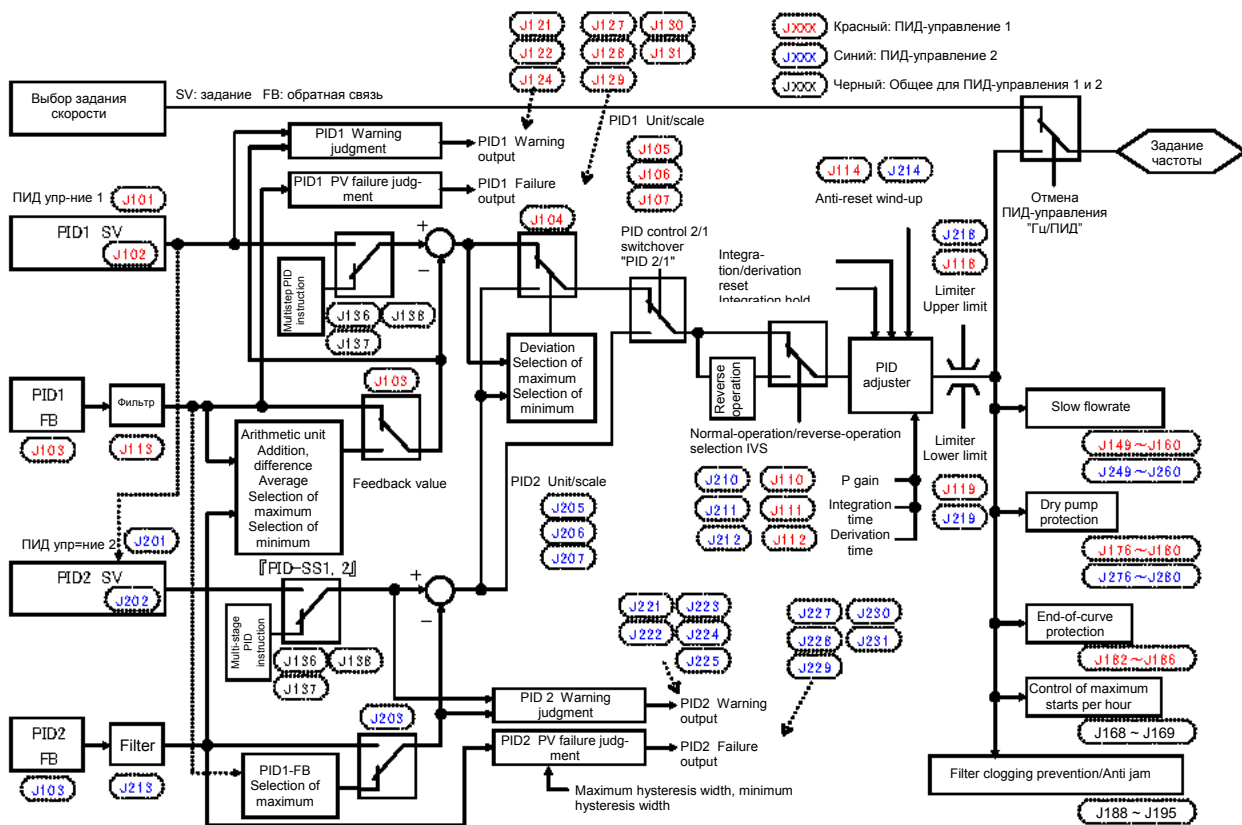 J121
J122
J124
J127
J128
J129
J130
J131
JXXX Красный: ПИД-управление 1
JXXX Синий: ПИД-управление 2
JXXX Черный: Общее для ПИД-управления 1 и 2
Выбор задания
скорости
SV: задание FB: обратная связь
PID1 Warning
judgment
PID1 Warning
output
PID1 PV failure judg-
ment
PID1 Failure
output
PID1 Unit/scale
J105
J106
J107
J114
J214
Anti-reset wind-up
Задание
частоты
Отмена
ПИД-управления
"Гц/ПИД"
ПИД упр-ние 1
J101
PID1 SV
J102
+
−
J104
PID control 2/1
switchover
"PID 2/1"
Integra-
tion/derivation
reset
Integration hold
J218
J118
Limiter
Upper limit
Multistep PID
instruction
J136
J138
J137
Deviation
Selection of
maximum
Selection of
minimum
Reverse
operation
PID
adjuster
PID1
FB
J103
Фильтр
J113
J103
Arithmetic unit
Addition,
difference
Average
Selection of
maximum
Selection of
minimum
Feedback value
Normal-operation/reverse-operation
selection IVS
Limiter
Lower limit
J119
J219
Slow flowrate
J149～J160
J249～J260
PID2 Unit/scale
J205
J206
J207
J210
J110
J211
J111
J212
J112
P gain
Integration
time
Derivation
time
Dry pump
protection
J176～J180
J276～J280
ПИД упр=ние 2
J201
PID2 SV
J202
『PID-SS1, 2』
+
−
Multi-stage
PID
instruction
J136
J138
J137
J221
J223
J222
J224
J225
J227
J230
J228
J231
J229
End-of-curve
protection
J182～J186
PID 2 Warning
judgment
PID2 Warning
output
Control of maximum
starts per hour
J168 ~ J169
PID2
FB
J103
Filter
J213
J203
PID1-FB
Selection of
maximum
PID2 PV failure judg-
ment
PID2 Failure
output
Maximum hysteresis width, minimum
hysteresis width
Filter clogging prevention/Anti jam
J188 ~ J195